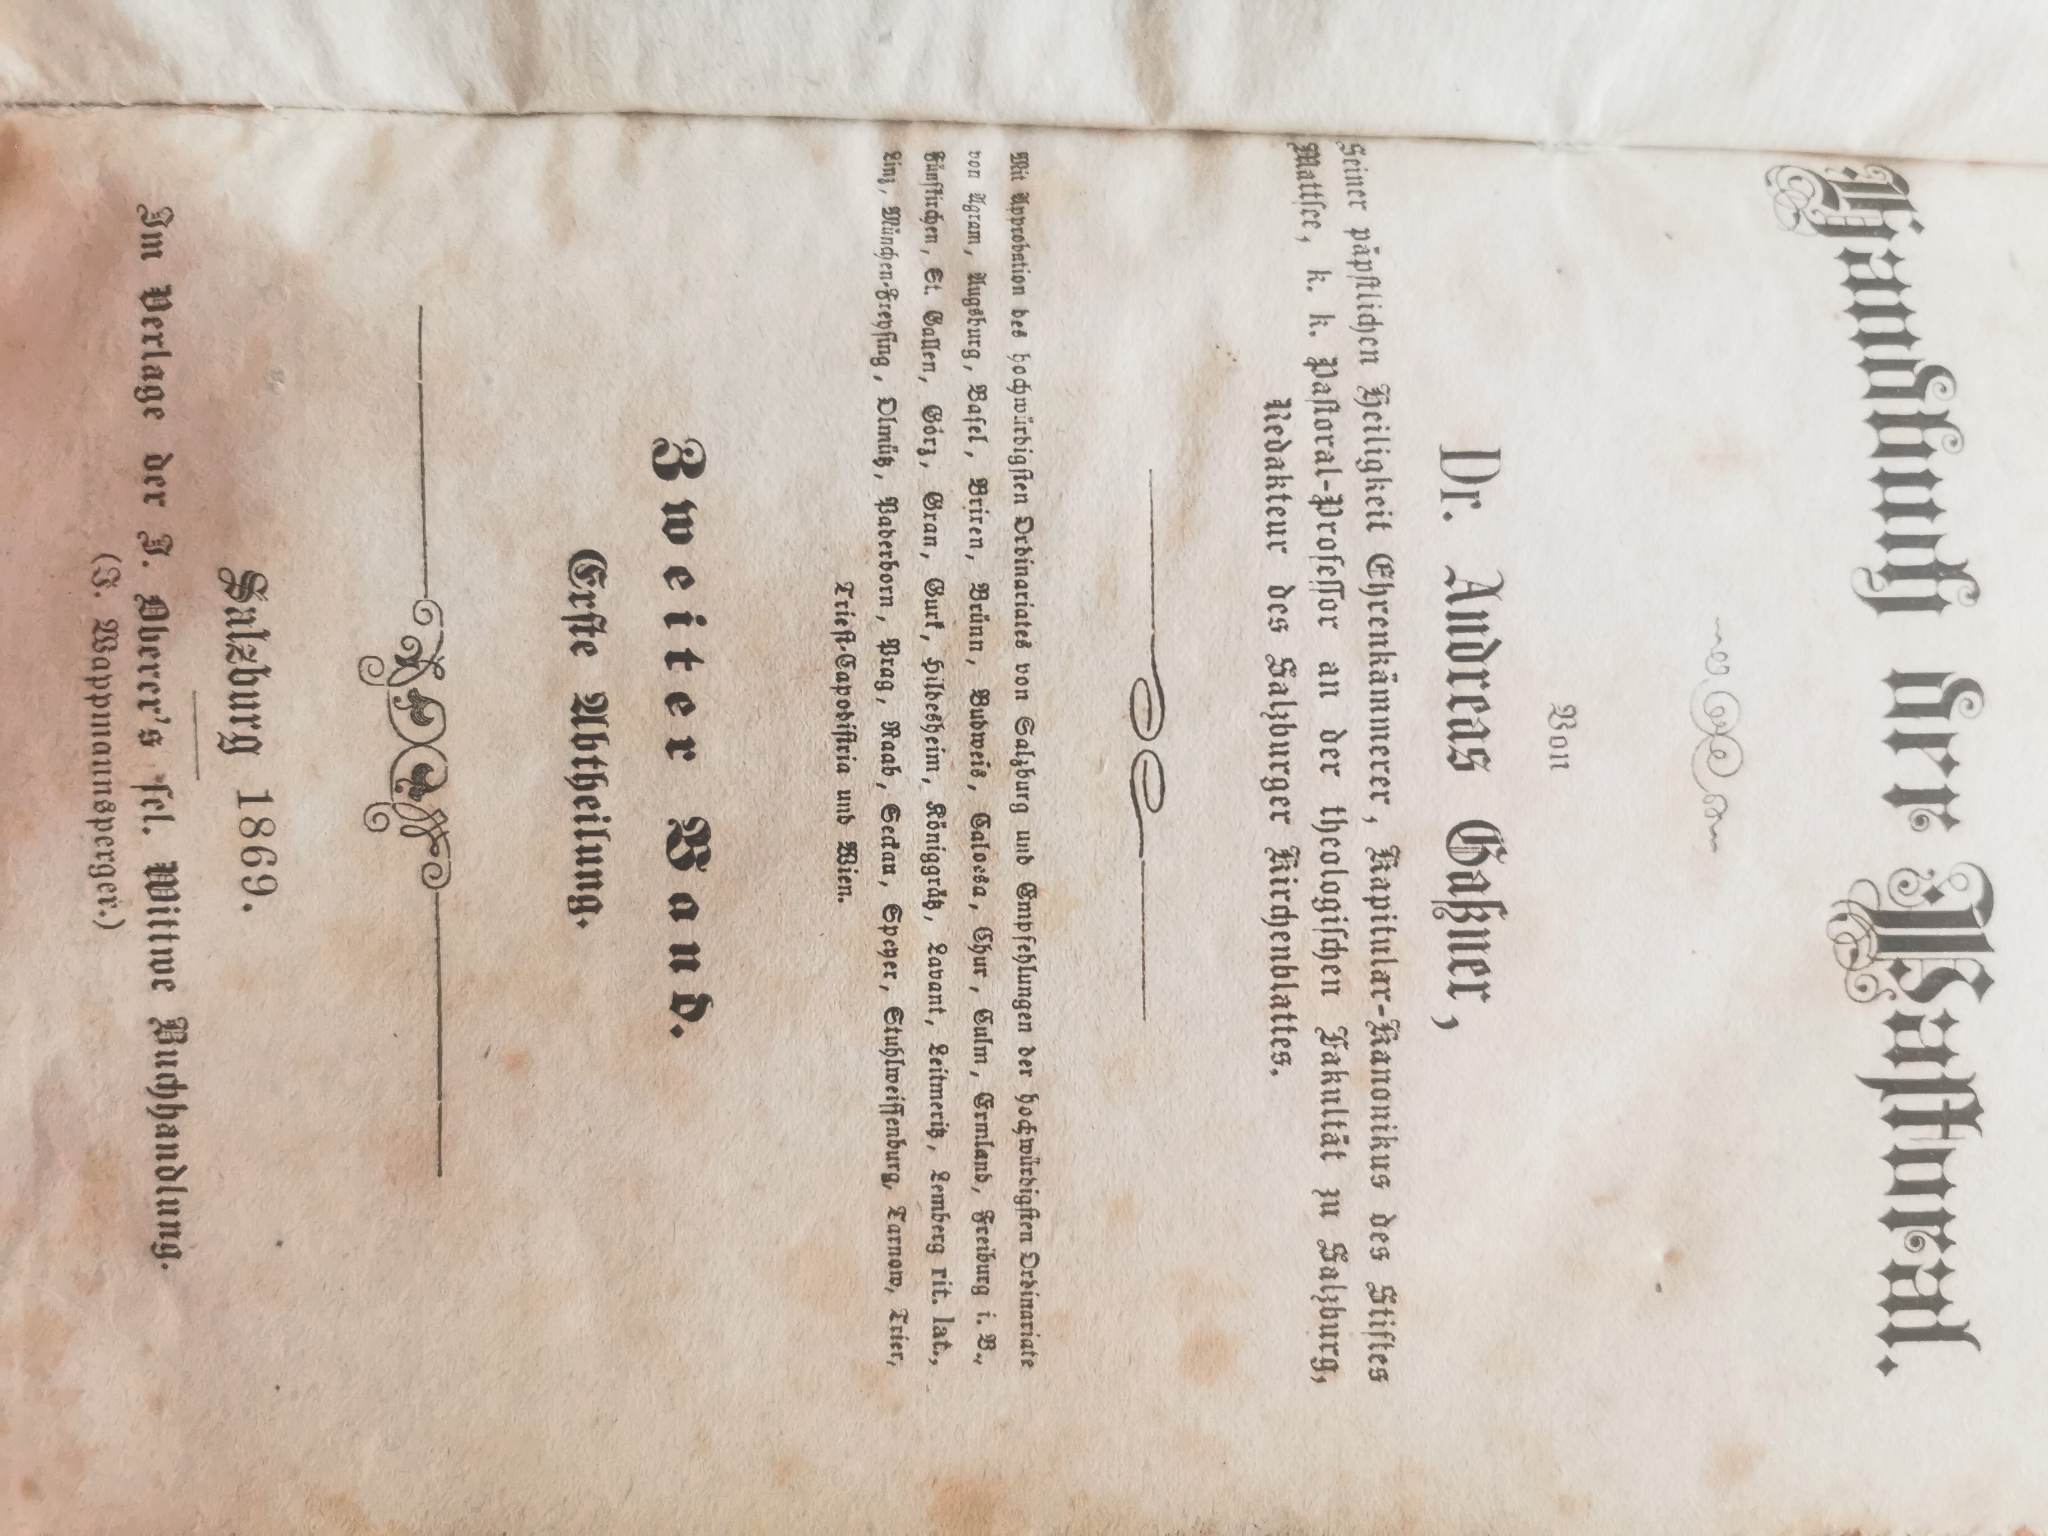 Handbuch der Pastoral.
Von
Dr. Andreas Gaßner,
Seiner päpstlichen Heiligkeit Ehrenkämmerer, Kapitular-Kanonikus des Stiftes
Mattsee, k. k. Pastoral-Professor an der theologischen Fakultät zu Salzburg,
Redakteur des Salzburger Kirchenblattes.
Mit Approbation des hochwürdigsten Ordinariates von Salzburg und Empfehlungen der hochwürdigsten Ordinariate
von Agram, Augsburg, Basel, Brixen, Brünn, Budweis, Calocsa, Chur, Culm, Ermland, Freiburg i. B.,
Fünfkirchen, St. Gallen, Görz, Gran, Gurk, Hildesheim, Königgrätz, Lavant, Leitmeritz, Lemberg rit. lat.,
Linz, München-Freysing, Olmütz, Paderborn, Prag, Raab, Seckau, Speyer, Stuhlweissenburg, Tarnow, Trier,
Triest-Capodistria und Wien.
Zweiter Band.
Erste Abtheilung.
Salzburg 1869.
Im Verlage der J. Oberer's sel. Wittwe Buchhandlung.
(J. Wappmannsperger.)